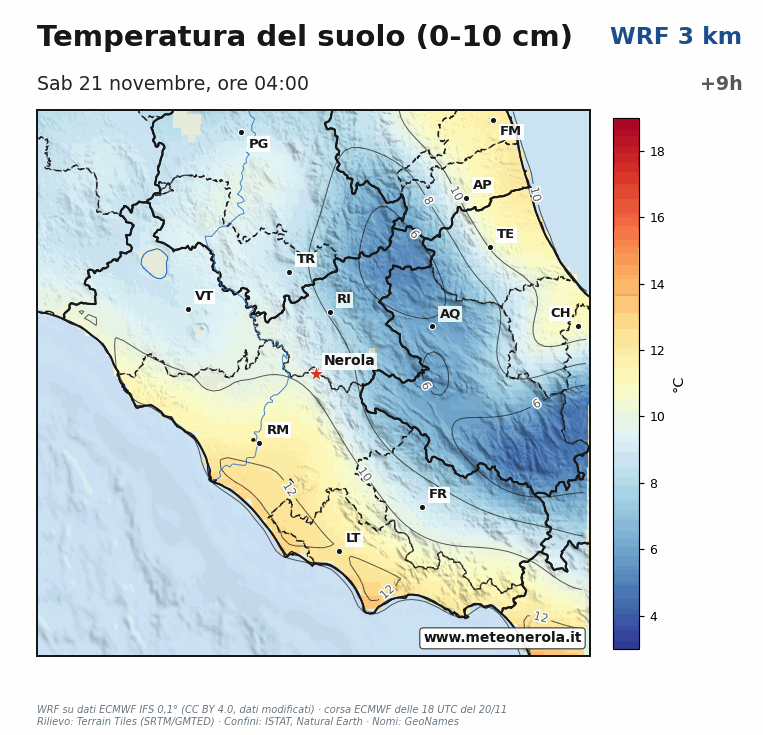 Temperatura del suolo (0-10 cm)
WRF 3 km
Sab 21 novembre, ore 04:00
+9h
PG
FM
AP
TE
TR
VT
RI
AQ
CH
Nerola
RM
FR
LT
10
8
10
6
6
6
10
12
12
12
18
16
14
12
10
8
6
4
°C
www.meteonerola.it
WRF su dati ECMWF IFS 0,1° (CC BY 4.0, dati modificati) · corsa ECMWF delle 18 UTC del 20/11
Rilievo: Terrain Tiles (SRTM/GMTED) · Confini: ISTAT, Natural Earth · Nomi: GeoNames